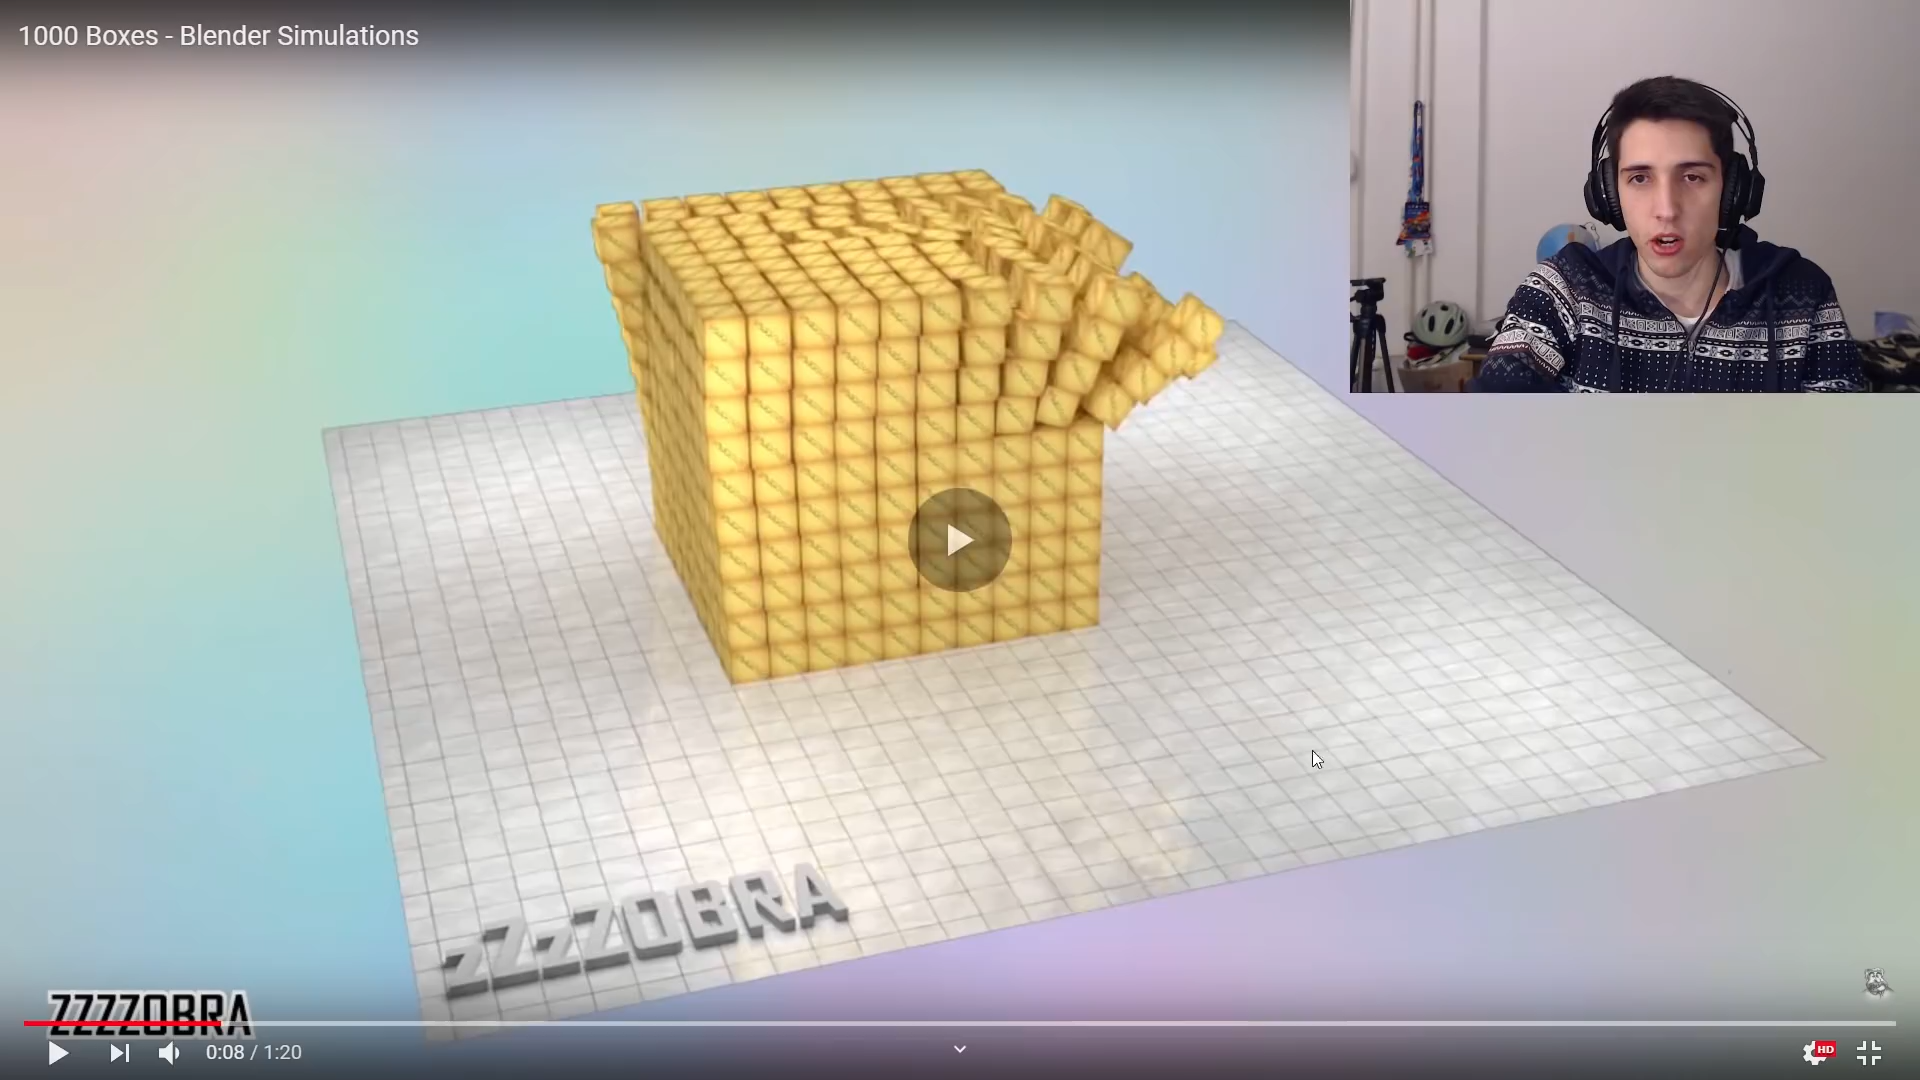 1000 Boxes - Blender Simulations
zZzZOBRA
ZZZZOBRA
0:08 / 1:20
HD